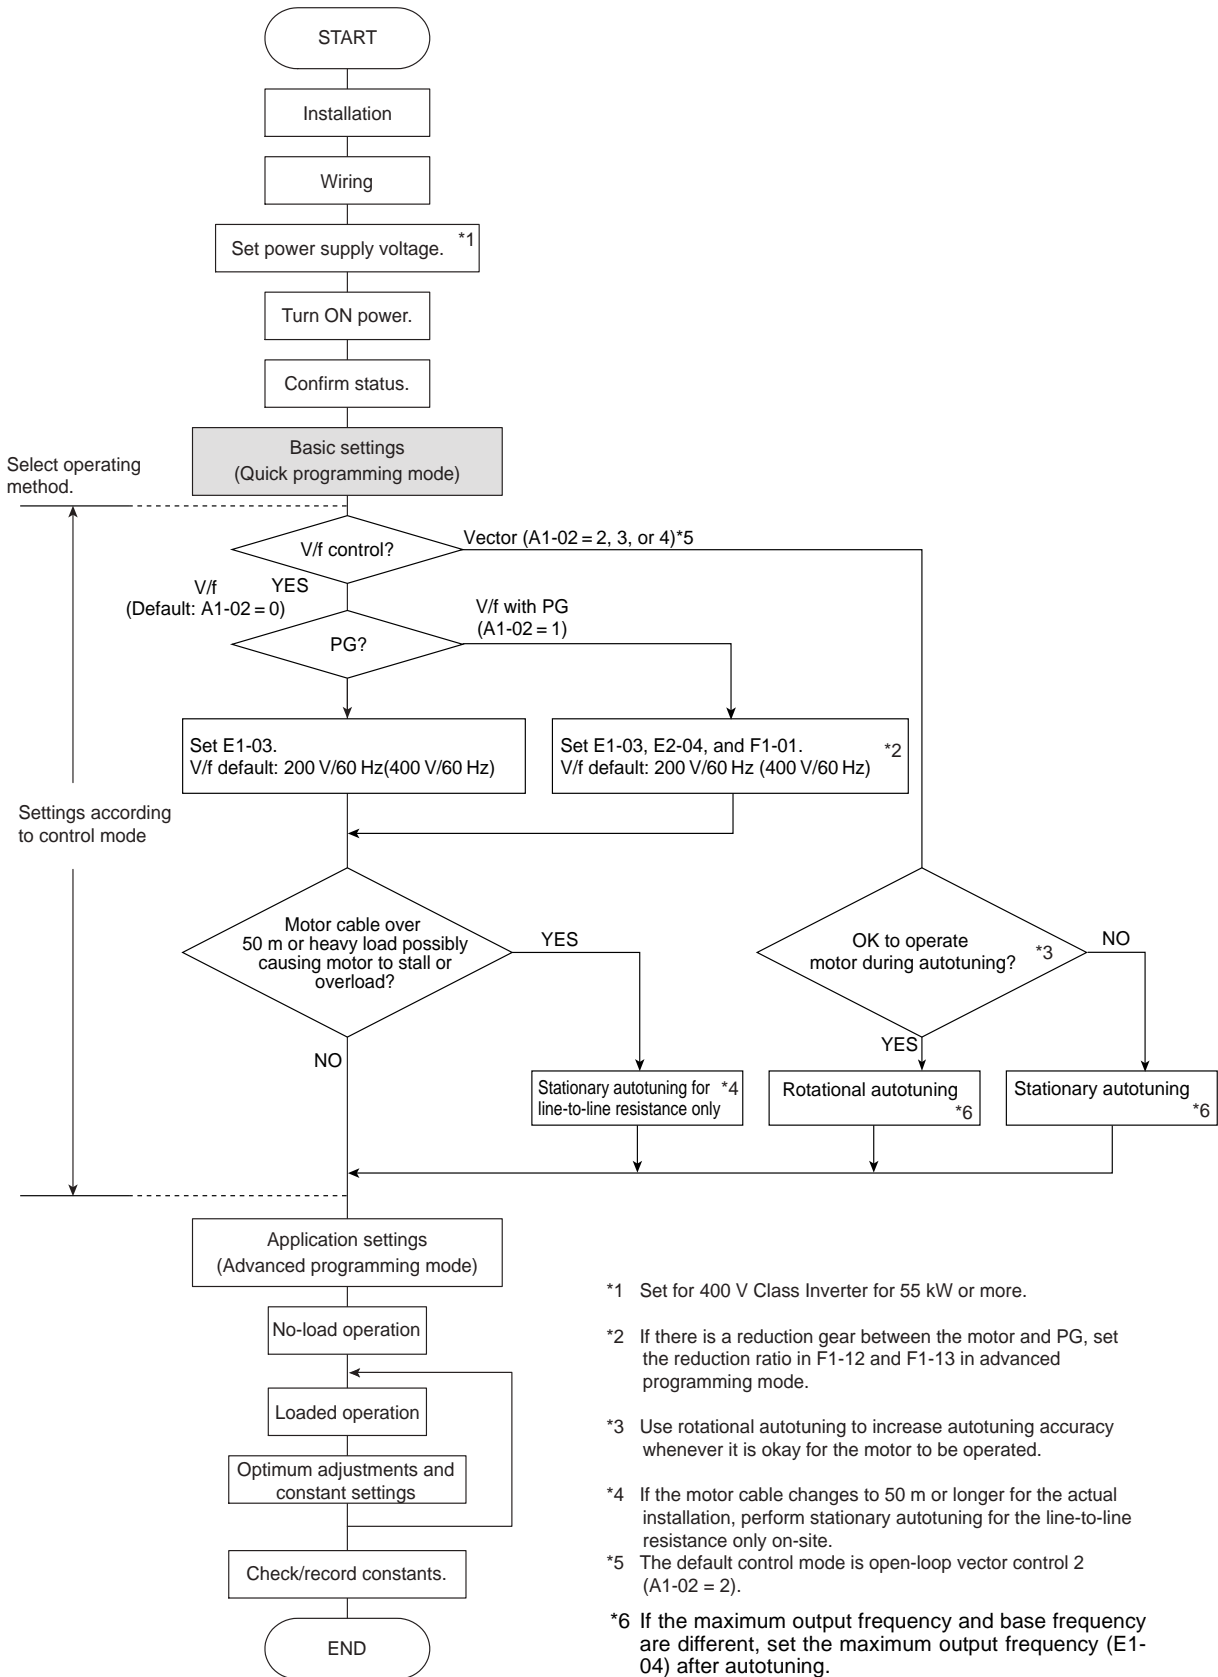 START
Installation
Wiring
Set power supply voltage. *1
Turn ON power.
Confirm status.
Basic settings
(Quick programming mode)
Select operating
method.
V/f control?
Vector (A1-02 = 2, 3, or 4)*5
V/f YES
(Default: A1-02 = 0)
V/f with PG
(A1-02 = 1)
PG?
Set E1-03.
V/f default: 200 V/60 Hz(400 V/60 Hz)
Set E1-03, E2-04, and F1-01. *2
V/f default: 200 V/60 Hz (400 V/60 Hz)
Settings according
to control mode
Motor cable over
50 m or heavy load possibly
causing motor to stall or
overload?
YES
NO
OK to operate
motor during autotuning? *3
NO
YES
Stationary autotuning for *4
line-to-line resistance only
Rotational autotuning
*6
Stationary autotuning
*6
Application settings
(Advanced programming mode)
No-load operation
Loaded operation
Optimum adjustments and
constant settings
Check/record constants.
END
*1 Set for 400 V Class Inverter for 55 kW or more.
*2 If there is a reduction gear between the motor and PG, set
the reduction ratio in F1-12 and F1-13 in advanced
programming mode.
*3 Use rotational autotuning to increase autotuning accuracy
whenever it is okay for the motor to be operated.
*4 If the motor cable changes to 50 m or longer for the actual
installation, perform stationary autotuning for the line-to-line
resistance only on-site.
*5 The default control mode is open-loop vector control 2
(A1-02 = 2).
*6 If the maximum output frequency and base frequency
are different, set the maximum output frequency (E1-
04) after autotuning.